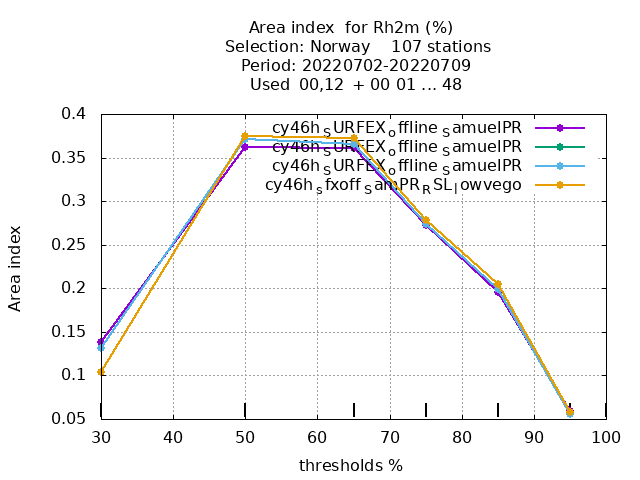 Area index  for Rh2m (%)
Selection: Norway    107 stations
Period: 20220702-20220709
Used  00,12  + 00 01 ... 48
0.4
0.35
0.3
0.25
0.2
0.15
0.1
0.05
Area index
cy46h_SURFEX_offline_SamuelPR
cy46h_SURFEX_offline_SamuelPR
cy46h_SURFEX_offline_SamuelPR
cy46h_sfxoff_SamPR_RSL_lowvego
30 40 50 60 70 80 90 100
thresholds %